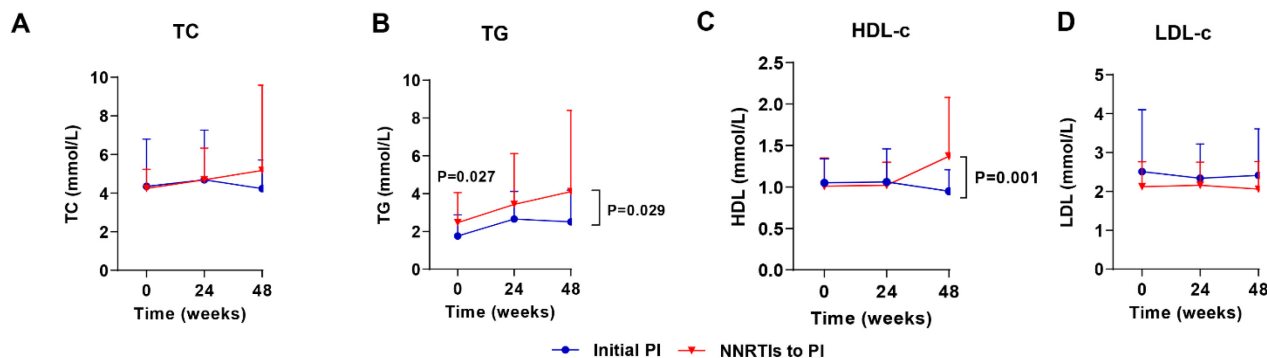 A
TC
TC (mmol/L)
10
8
6
4
2
0
0 24 48
Time (weeks)
B
TG
TG (mmol/L)
10
8
6
4
2
0
P=0.027
P=0.029
0 24 48
Time (weeks)
C
HDL-c
HDL (mmol/L)
2.5
2.0
1.5
1.0
0.5
0.0
P=0.001
0 24 48
Time (weeks)
D
LDL-c
LDL (mmol/L)
5
4
3
2
1
0
0 24 48
Time (weeks)
Initial PI NNRTIs to PI